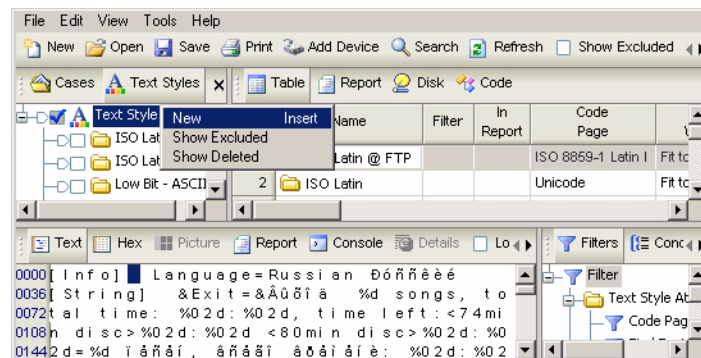 File Edit View Tools Help
New Open Save Print Add Device Search Refresh Show Excluded
Cases Text Styles Table Report Disk Code
Text Style New Insert Name Filter In Report Code Page
ISO Lat Show Excluded Latin @ FTP ISO 8859-1 Latin I Fit to
ISO Lat Show Deleted
Low Bit - ASCII 2 ISO Latin Unicode Fit to
Text Hex Picture Report Console Details Lo Filters Conc
0000[Info] Language=Russian Ðóññêèé Filter
0036[String] &Exit=&Âûõîä %d songs, to Text Style Ab
0072tal time: %02d:%02d, time left:<74mi Code Pag
0108n disc>%02d:%02d <80min disc>%02d:%0
01442d=%d ïåñåí, âñåãî âðåìåíè: %02d:%02